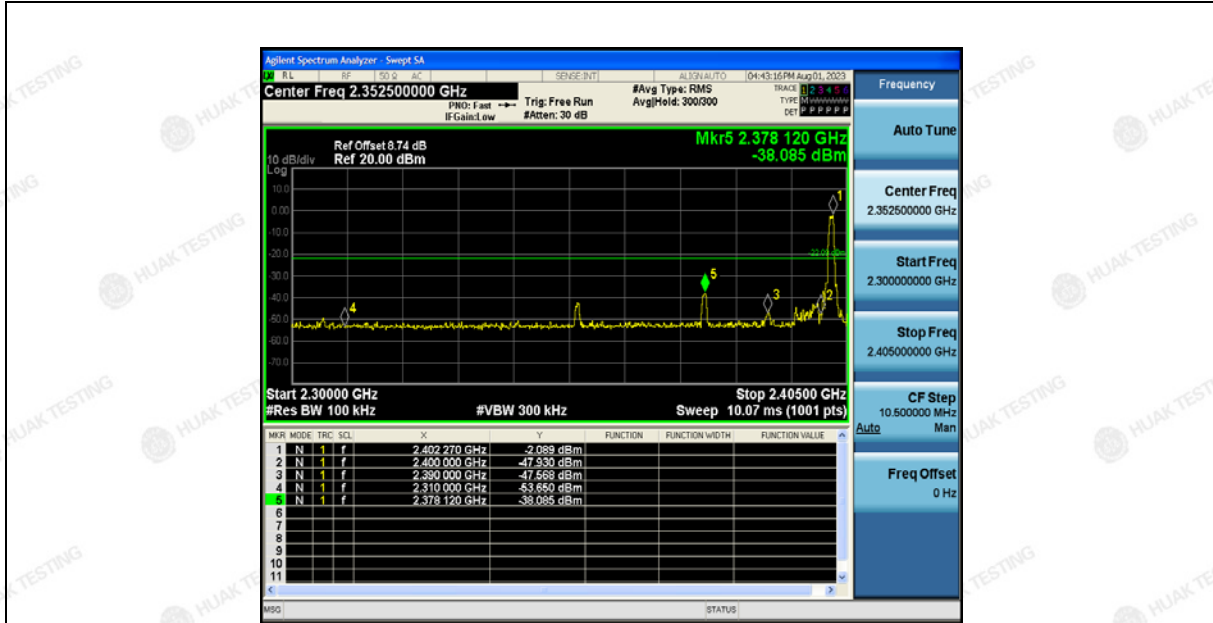 Agilent Spectrum Analyzer - Swept SA
RL RF 50 Ω AC SENSE:INT ALIGN AUTO 04:43:16 PM Aug 01, 2023
Center Freq 2.352500000 GHz
PNO: Fast
IFGain:Low
Trig: Free Run
#Atten: 30 dB
#Avg Type: RMS
Avg|Hold: 300/300
TRACE 1 2 3 4 5 6
TYPE M
DET P P P P P P
Ref Offset 8.74 dB
10 dB/div Ref 20.00 dBm
Log
Mkr5 2.378 120 GHz
-38.085 dBm
10.0
0.00
-10.0
-20.0
-30.0
-40.0
-50.0
-60.0
-70.0
1
5
3
2
4
Start 2.30000 GHz Stop 2.40500 GHz
#Res BW 100 kHz #VBW 300 kHz Sweep 10.07 ms (1001 pts)
MKR MODE TRC SCL X Y FUNCTION FUNCTION WIDTH FUNCTION VALUE
1 N 1 f 2.402 270 GHz -2.089 dBm
2 N 1 f 2.400 000 GHz -47.930 dBm
3 N 1 f 2.390 000 GHz -47.568 dBm
4 N 1 f 2.310 000 GHz -53.650 dBm
5 N 1 f 2.378 120 GHz -38.085 dBm
6
7
8
9
10
11
MSG STATUS
Frequency
Auto Tune
Center Freq
2.352500000 GHz
Start Freq
2.300000000 GHz
Stop Freq
2.405000000 GHz
CF Step
10.500000 MHz
Auto Man
Freq Offset
0 Hz
HUAK TESTING
HUAK TESTING
HUAK TESTING
HUAK TESTING
HUAK TESTING